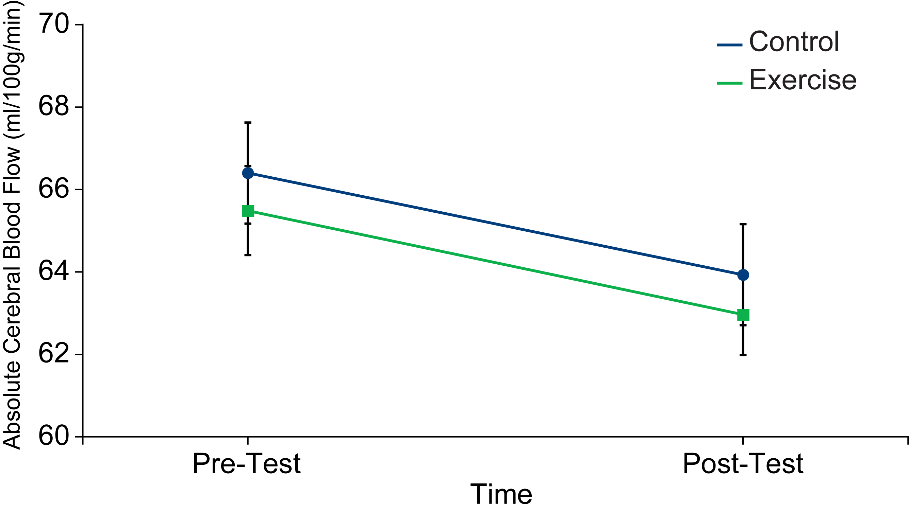 Absolute Cerebral Blood Flow (ml/100g/min)
70
68
66
64
62
60
Control
Exercise
Pre-Test
Post-Test
Time